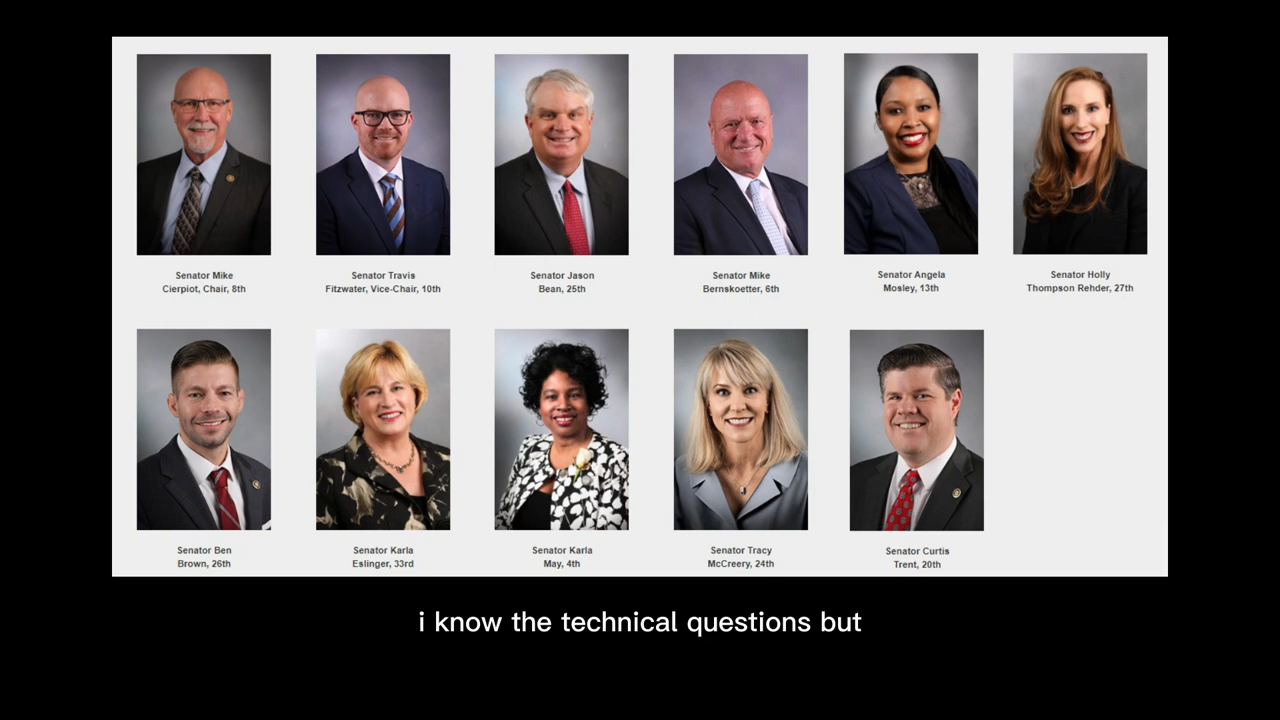 Senator Mike
Cierpiot, Chair, 8th
Senator Travis
Fitzwater, Vice-Chair, 10th
Senator Jason
Bean, 25th
Senator Mike
Bernskoetter, 6th
Senator Angela
Mosley, 13th
Senator Holly
Thompson Rehder, 27th
Senator Ben
Brown, 26th
Senator Karla
Eslinger, 33rd
Senator Karla
May, 4th
Senator Tracy
McCreery, 24th
Senator Curtis
Trent, 20th
i know the technical questions but